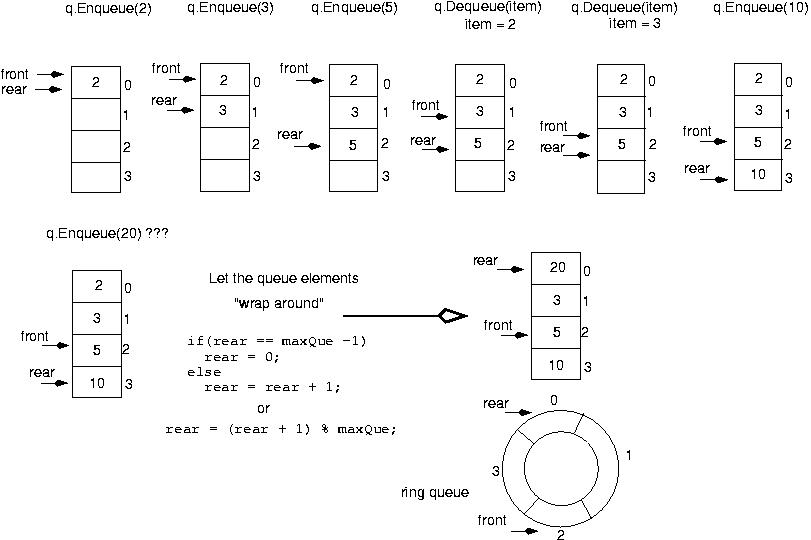 q.Enqueue(2) q.Enqueue(3) q.Enqueue(5) q.Dequeue(item) q.Dequeue(item) q.Enqueue(10)
item = 2 item = 3
front 2 0 front 2 0 front 2 0 2 0 2 0 2 0
rear 1 rear 3 1 3 1 front 3 1 3 1 3 1
2 2 rear 5 2 rear 5 2 front 5 2 front 5 2
rear
3 3 3 3 3 rear 10 3
q.Enqueue(20) ???
2 0
3 1
front 5 2
rear 10 3
Let the queue elements
"wrap around"
if(rear == maxQue -1)
rear = 0;
else
rear = rear + 1;
or
rear = (rear + 1) % maxQue;
rear 20 0
3 1
front 5 2
10 3
rear 0
1
3
ring queue
front 2